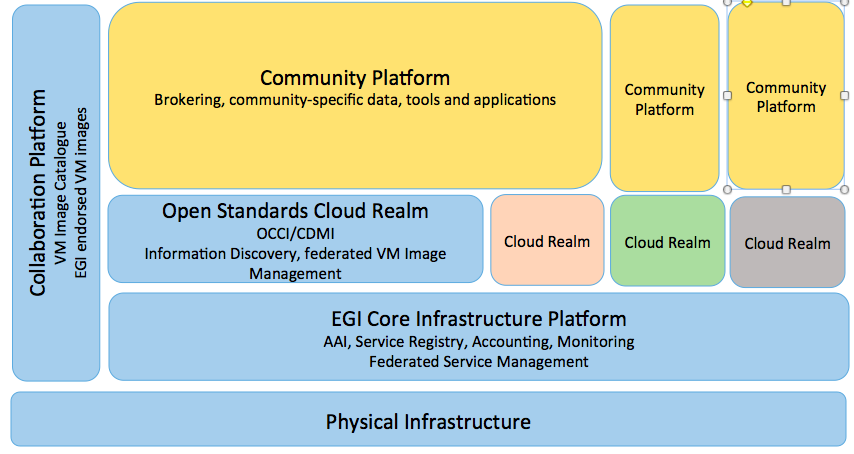 Collaboration Platform
VM Image Catalogue
EGI endorsed VM images
Community Platform
Brokering, community-specific data, tools and applications
Community
Platform
Community
Platform
Open Standards Cloud Realm
OCCI/CDMI
Information Discovery, federated VM Image
Management
Cloud Realm
Cloud Realm
Cloud Realm
EGI Core Infrastructure Platform
AAI, Service Registry, Accounting, Monitoring
Federated Service Management
Physical Infrastructure